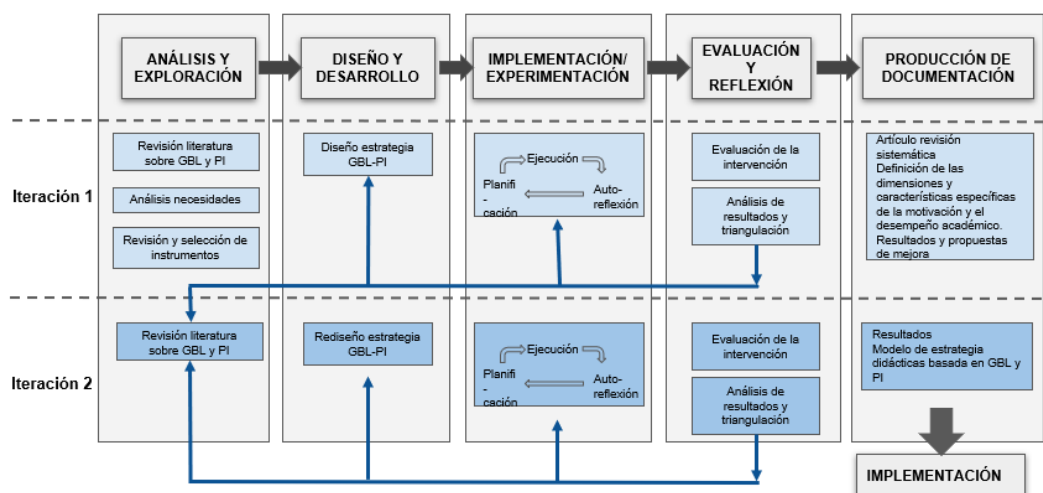 ANÁLISIS Y
EXPLORACIÓN
DISEÑO Y
DESARROLLO
IMPLEMENTACIÓN/
EXPERIMENTACIÓN
EVALUACIÓN
Y
REFLEXIÓN
PRODUCCIÓN DE
DOCUMENTACIÓN
Iteración 1
Revisión literatura
sobre GBL y PI
Análisis necesidades
Revisión y selección de
instrumentos
Diseño estrategia
GBL-PI
Ejecución
Planifi
-
cación
Auto-
reflexión
Evaluación de la
intervención
Análisis de
resultados y
triangulación
Artículo revisión
sistemática
Definición de las
dimensiones y
características específicas
de la motivación y el
desempeño académico.
Resultados y propuestas
de mejora
Iteración 2
Revisión literatura
sobre GBL y PI
Rediseño estrategia
GBL-PI
Ejecución
Planifi
-
cación
Auto-
reflexión
Evaluación de la
intervención
Análisis de
resultados y
triangulación
Resultados
Modelo de estrategia
didácticas basada en GBL y
PI
IMPLEMENTACIÓN